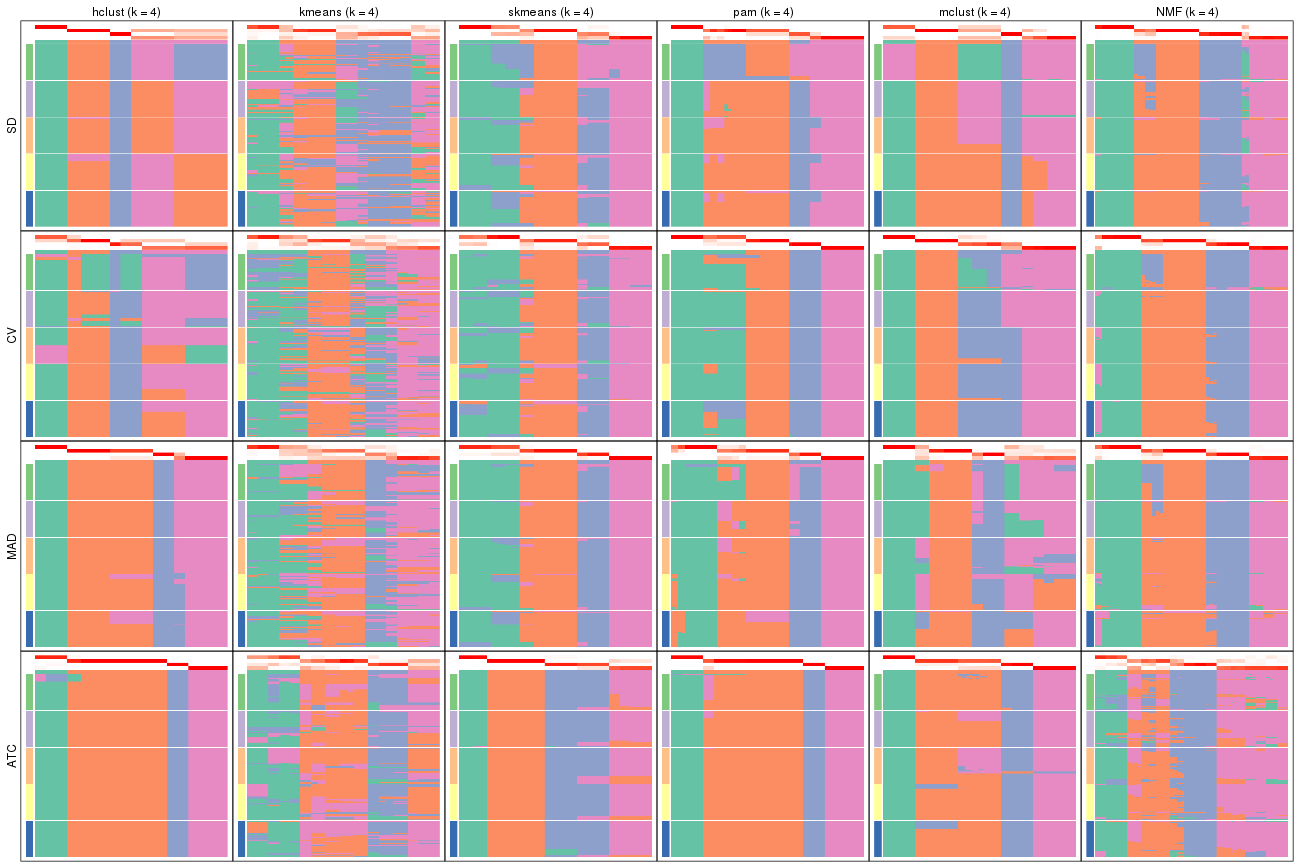 hclust (k = 4) kmeans (k = 4) skmeans (k = 4) pam (k = 4) mclust (k = 4) NMF (k = 4)
SD
CV
MAD
ATC